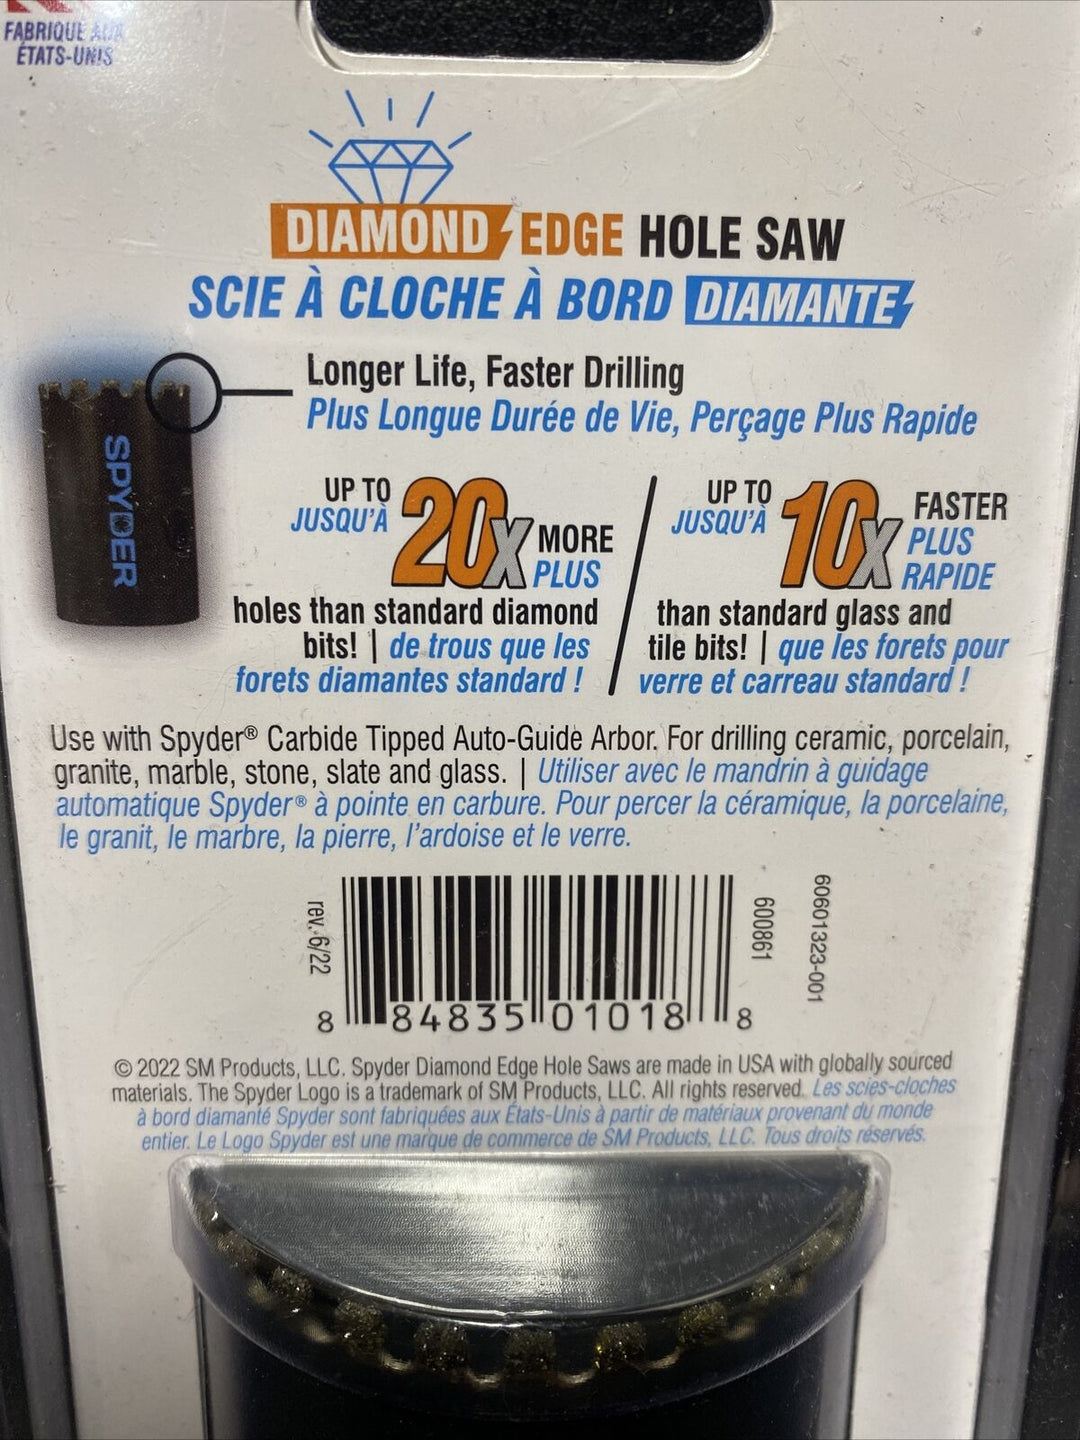 FABRIQUE AUX
ÉTATS-UNIS
DIAMOND EDGE HOLE SAW
SCIE À CLOCHE À BORD DIAMANTE
Longer Life, Faster Drilling
Plus Longue Durée de Vie, Perçage Plus Rapide
SPYDER
UP TO
JUSQU'À
20X MORE
PLUS
holes than standard diamond
bits! | de trous que les
forets diamantes standard !
UP TO
JUSQU'À
10X FASTER
PLUS
RAPIDE
than standard glass and
tile bits! | que les forets pour
verre et carreau standard !
Use with Spyder® Carbide Tipped Auto-Guide Arbor. For drilling ceramic, porcelain,
granite, marble, stone, slate and glass. | Utiliser avec le mandrin à guidage
automatique Spyder® à pointe en carbure. Pour percer la céramique, la porcelaine,
le granit, le marbre, la pierre, l'ardoise et le verre.
rev. 6/22
8 84835 01018 8
600861
60601323-001
© 2022 SM Products, LLC. Spyder Diamond Edge Hole Saws are made in USA with globally sourced
materials. The Spyder Logo is a trademark of SM Products, LLC. All rights reserved. Les scies-cloches
à bord diamanté Spyder sont fabriquées aux États-Unis à partir de matériaux provenant du monde
entier. Le Logo Spyder est une marque de commerce de SM Products, LLC. Tous droits réservés.